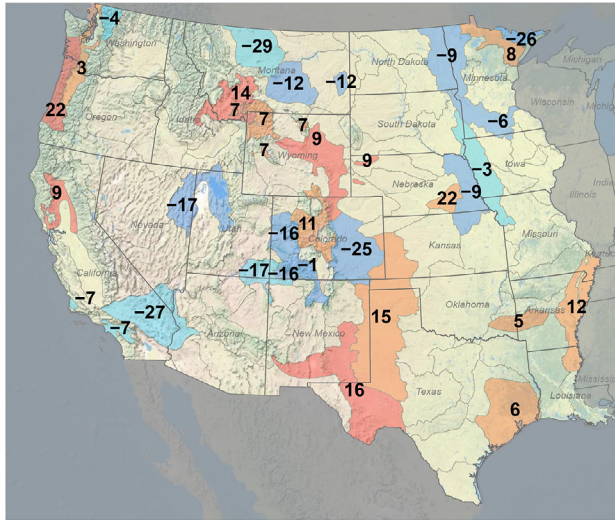 −4
Washington
3
22
Oregon
−29
Montana
−12
−12
14
7
Idaho
7
7
7
9
Wyoming
North Dakota
−9
−26
8
Minnesota
Michigan
Wisconsin
−6
South Dakota
9
Nebraska
22
−9
−3
Iowa
9
Nevada
−17
Utah
−16
11
Colorado
−25
−17
−16
−1
Kansas
Missouri
Illinois
Indiana
California
−7
−7
−27
Arizona
New Mexico
15
16
Oklahoma
5
Arkansas
12
Texas
6
Louisiana
Mississippi